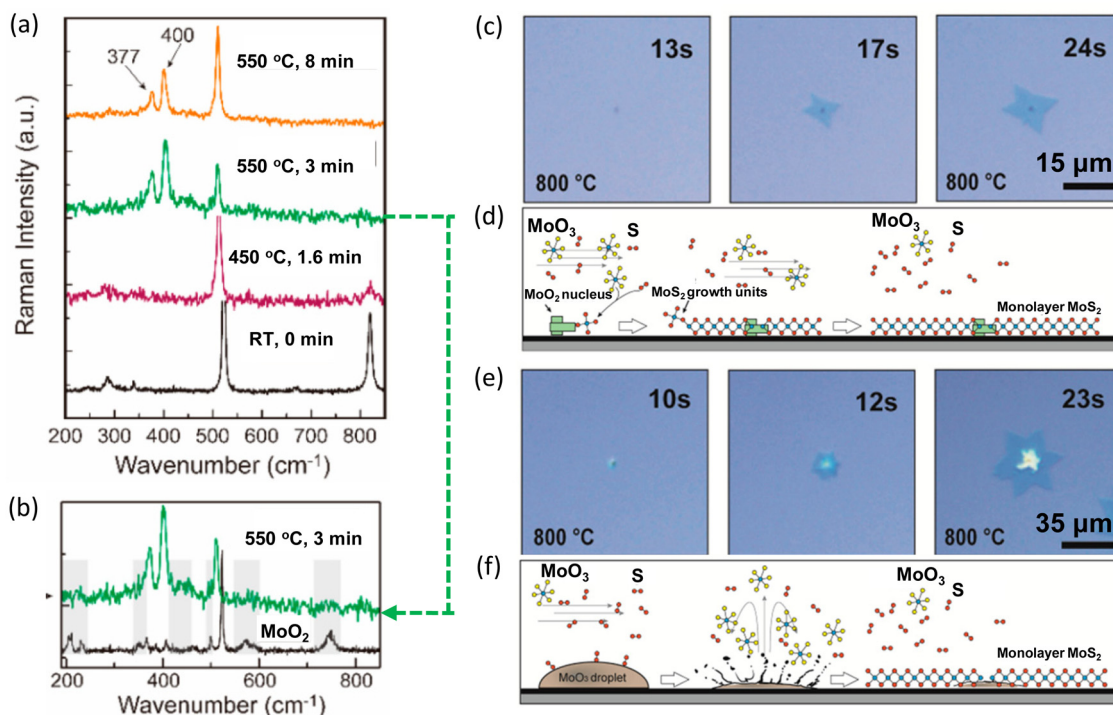 (a)
377
400
550 °C, 8 min
550 °C, 3 min
450 °C, 1.6 min
RT, 0 min
Raman Intensity (a.u.)
200 300 400 500 600 700 800
Wavenumber (cm-1)
(b)
550 °C, 3 min
MoO2
200 400 600 800
Wavenumber (cm-1)
(c)
13s
17s
24s
800 °C
15 µm
(d)
MoO3
S
MoO2 nucleus
MoS2 growth units
MoO3
S
Monolayer MoS2
(e)
10s
12s
23s
800 °C
35 µm
(f)
MoO3
S
MoO3 droplet
MoO3
S
Monolayer MoS2